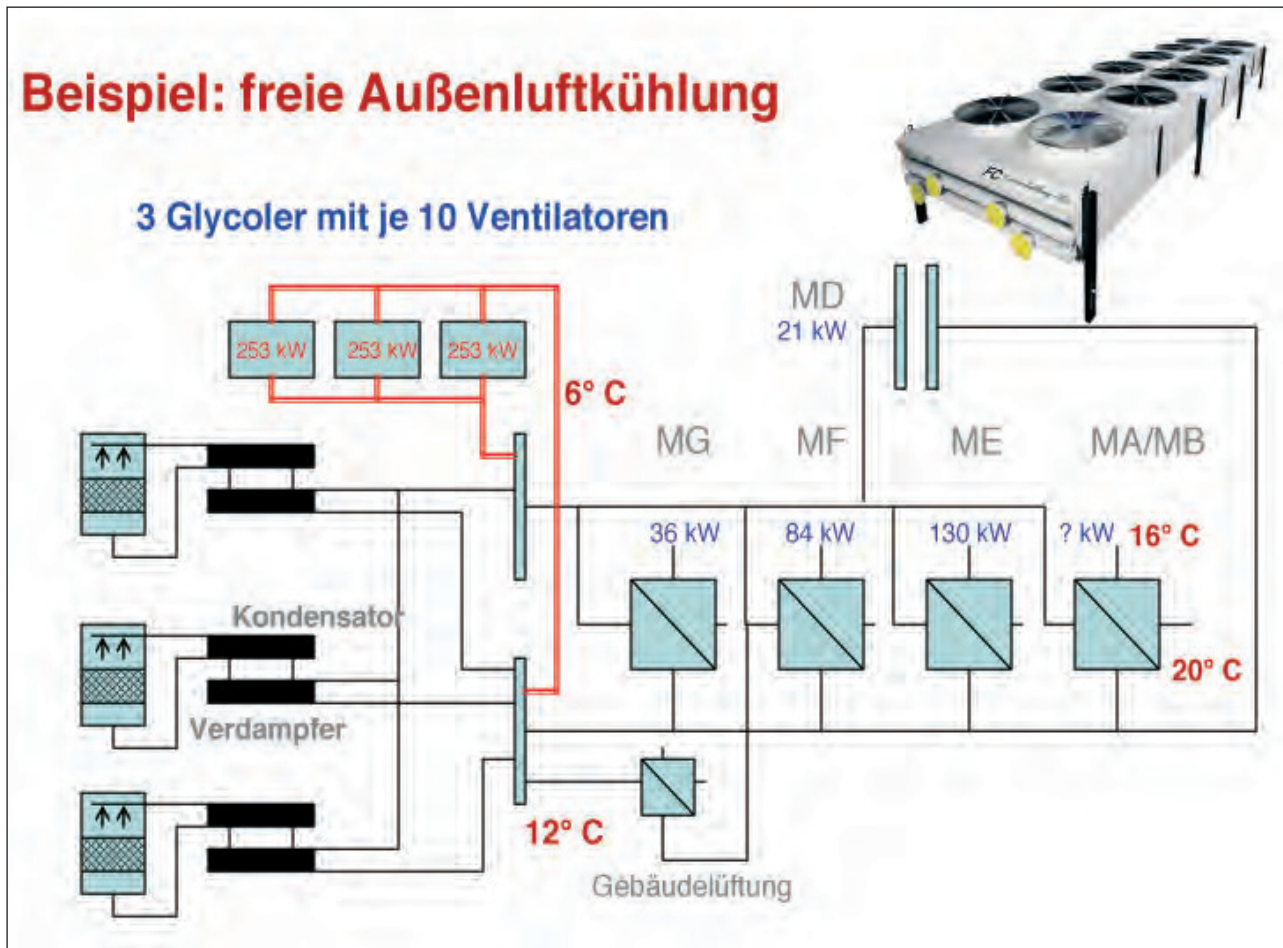 Beispiel: freie Außenluftkühlung
FC
3 Glycoler mit je 10 Ventilatoren
MD
21 kW
253 kW 253 kW 253 kW
6° C
MG MF ME MA/MB
36 kW 84 kW 130 kW ? kW 16° C
Kondensator
20° C
Verdampfer
12° C
Gebäudelüftung